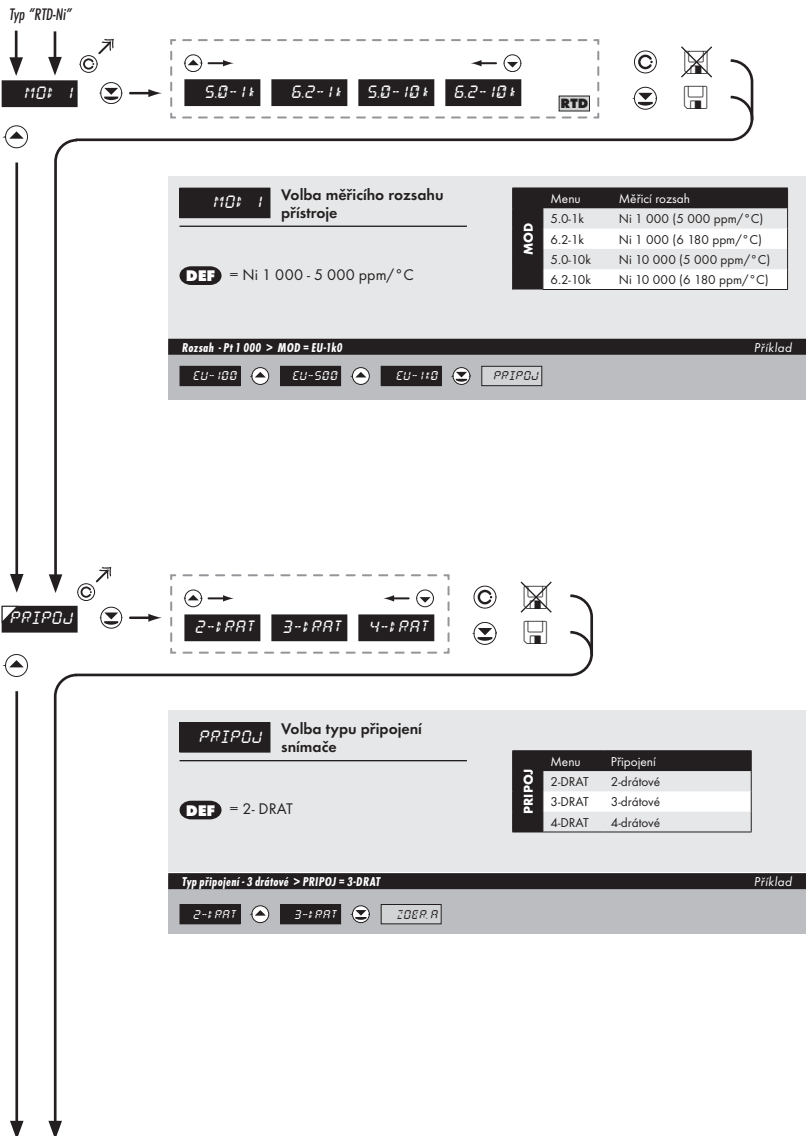 Typ "RTD-Ni"
MOD 1
5.0-1k 6.2-1k 5.0-10k 6.2-10k
RTD
MOD 1
Volba měřicího rozsahu
přístroje
DEF = Ni 1 000 - 5 000 ppm/°C
MOD
Menu Měřicí rozsah
5.0-1k Ni 1 000 (5 000 ppm/°C)
6.2-1k Ni 1 000 (6 180 ppm/°C)
5.0-10k Ni 10 000 (5 000 ppm/°C)
6.2-10k Ni 10 000 (6 180 ppm/°C)
Rozsah - Pt 1 000 > MOD = EU-1k0 Příklad
EU-100 EU-500 EU-1k0 PRIPOJ
PRIPOJ
2-DRAT 3-DRAT 4-DRAT
PRIPOJ
Volba typu připojení
snímače
DEF = 2- DRAT
PRIPOJ
Menu Připojení
2-DRAT 2-drátové
3-DRAT 3-drátové
4-DRAT 4-drátové
Typ připojení - 3 drátové > PRIPOJ = 3-DRAT Příklad
2-DRAT 3-DRAT ZOBR.A